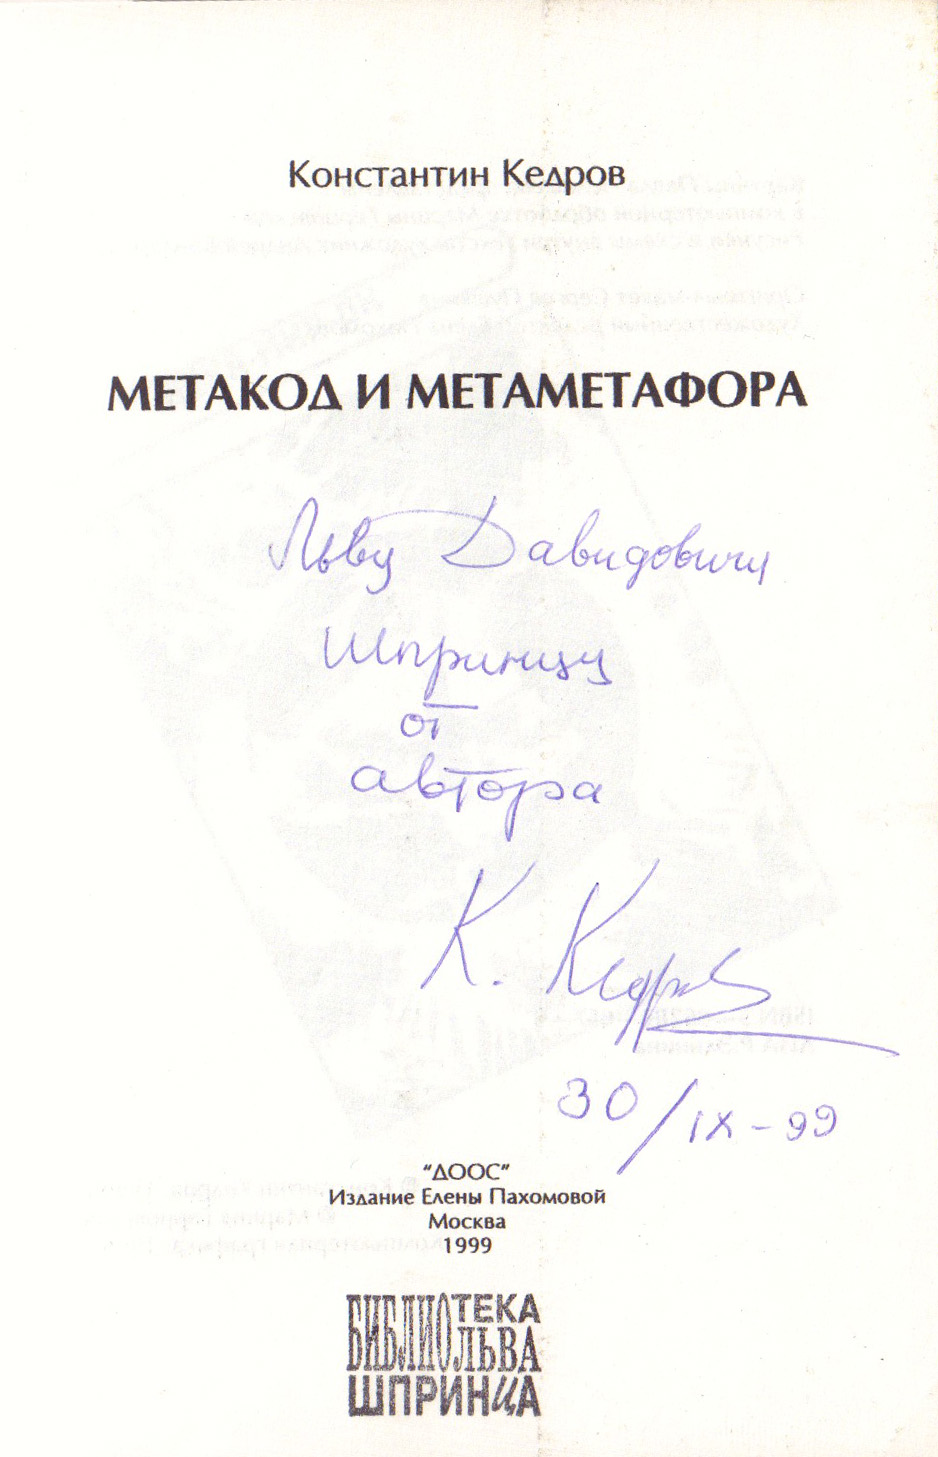 Константин Кедров
МЕТАКОД И МЕТАМЕТАФОРА
Льву Давидовичу
Шпринцу
от
автора
К. Кедров
30/IX-99
"ДООС"
Издание Елены Пахомовой
Москва
1999
БИБЛИОТЕКА
ЛЬВА
ШПРИНЦА